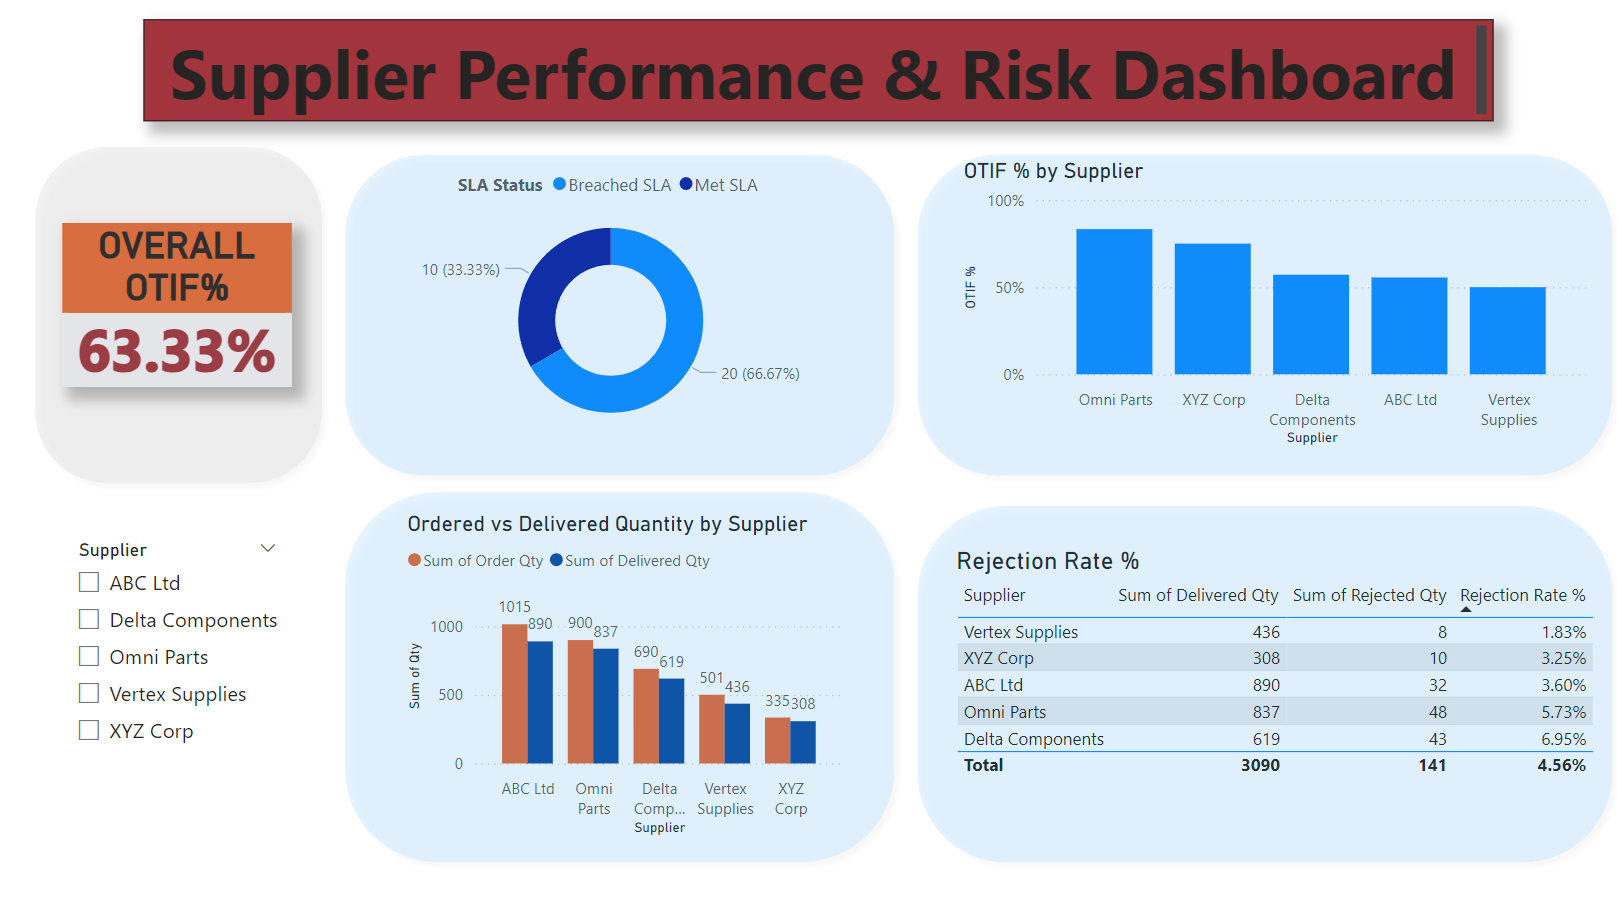 Supplier Performance & Risk Dashboard
OVERALL
OTIF%
63.33%
SLA Status Breached SLA Met SLA
10 (33.33%)
20 (66.67%)
OTIF % by Supplier
OTIF %
100%
50%
0%
Omni Parts
XYZ Corp
Delta
Components
ABC Ltd
Vertex
Supplies
Supplier
Supplier
ABC Ltd
Delta Components
Omni Parts
Vertex Supplies
XYZ Corp
Ordered vs Delivered Quantity by Supplier
Sum of Order Qty Sum of Delivered Qty
Sum of Qty
1000
500
0
1015
890
900
837
690
619
501
436
335
308
ABC Ltd
Omni
Parts
Delta
Comp...
Vertex
Supplies
XYZ
Corp
Supplier
Rejection Rate %
Supplier Sum of Delivered Qty Sum of Rejected Qty Rejection Rate %
Vertex Supplies 436 8 1.83%
XYZ Corp 308 10 3.25%
ABC Ltd 890 32 3.60%
Omni Parts 837 48 5.73%
Delta Components 619 43 6.95%
Total 3090 141 4.56%